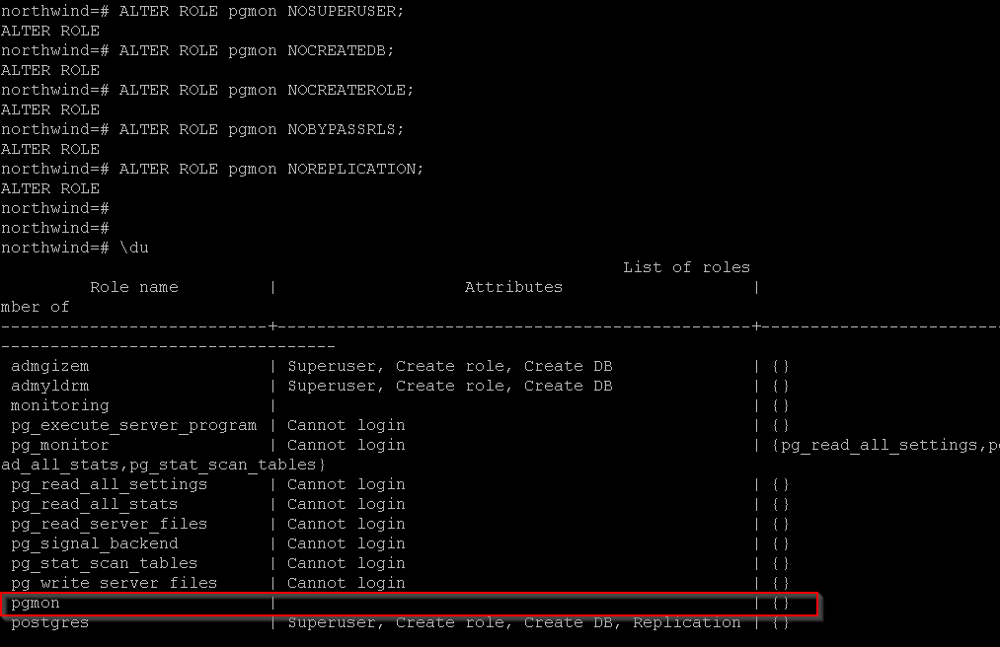 northwind=# ALTER ROLE pgmon NOSUPERUSER;
ALTER ROLE
northwind=# ALTER ROLE pgmon NOCREATEDB;
ALTER ROLE
northwind=# ALTER ROLE pgmon NOCREATEROLE;
ALTER ROLE
northwind=# ALTER ROLE pgmon NOBYPASSRLS;
ALTER ROLE
northwind=# ALTER ROLE pgmon NOREPLICATION;
ALTER ROLE
northwind=#
northwind=#
northwind=# \du
List of roles
Role name | Attributes |
mber of
---------------------------+------------------------------------------------+-------------------------
----------------------------------
admgizem | Superuser, Create role, Create DB | {}
admyldrm | Superuser, Create role, Create DB | {}
monitoring | | {}
pg_execute_server_program | Cannot login | {}
pg_monitor | Cannot login | {pg_read_all_settings,p
ad_all_stats,pg_stat_scan_tables}
pg_read_all_settings | Cannot login | {}
pg_read_all_stats | Cannot login | {}
pg_read_server_files | Cannot login | {}
pg_signal_backend | Cannot login | {}
pg_stat_scan_tables | Cannot login | {}
pg_write_server_files | Cannot login | {}
pgmon | | {}
postgres | Superuser, Create role, Create DB, Replication | {}